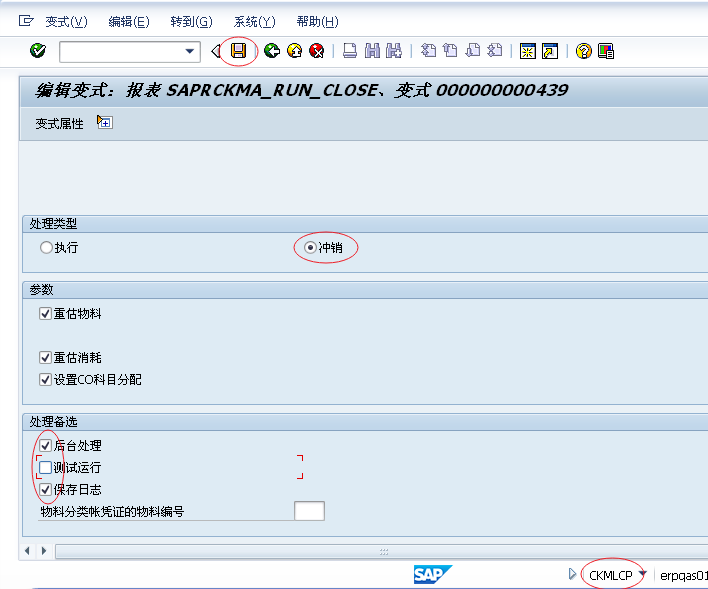 变式(V) 编辑(E) 转到(G) 系统(Y) 帮助(H)
编辑变式：报表 SAPRCKMA_RUN_CLOSE、变式 000000000439
变式属性
处理类型
执行 冲销
参数
重估物料
重估消耗
设置CO科目分配
处理备选
后台处理
测试运行
保存日志
物料分类帐凭证的物料编号
SAP CKMLCP erpqas01